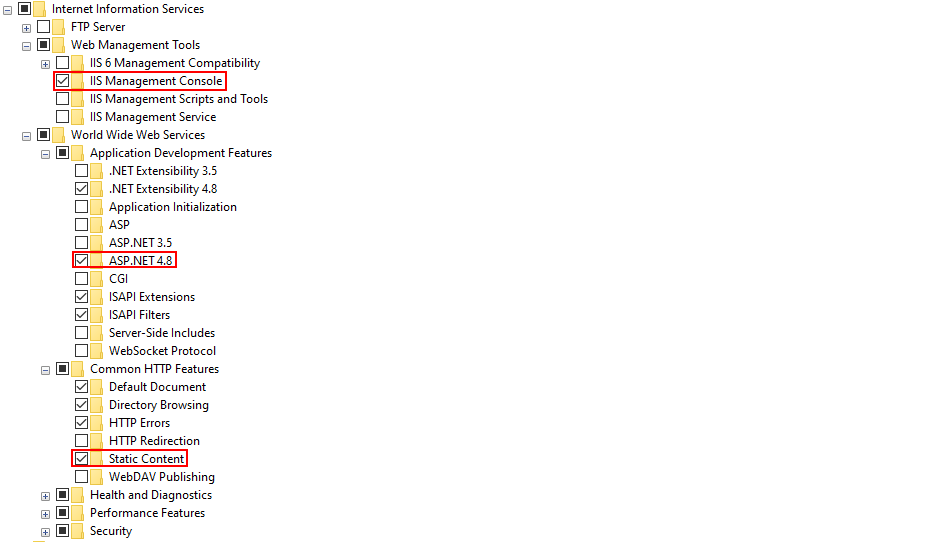 Internet Information Services
FTP Server
Web Management Tools
IIS 6 Management Compatibility
IIS Management Console
IIS Management Scripts and Tools
IIS Management Service
World Wide Web Services
Application Development Features
.NET Extensibility 3.5
.NET Extensibility 4.8
Application Initialization
ASP
ASP.NET 3.5
ASP.NET 4.8
CGI
ISAPI Extensions
ISAPI Filters
Server-Side Includes
WebSocket Protocol
Common HTTP Features
Default Document
Directory Browsing
HTTP Errors
HTTP Redirection
Static Content
WebDAV Publishing
Health and Diagnostics
Performance Features
Security